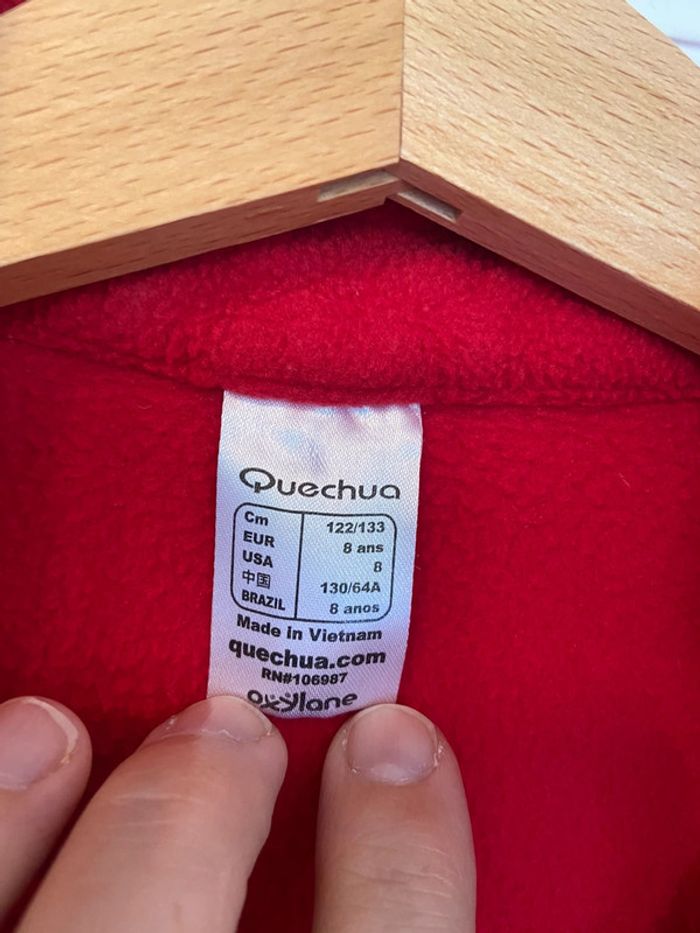 Quechua
Cm 122/133
EUR 8 ans
USA 8
中国 130/64A
BRAZIL 8 anos
Made in Vietnam
quechua.com
RN#106987
oxylane